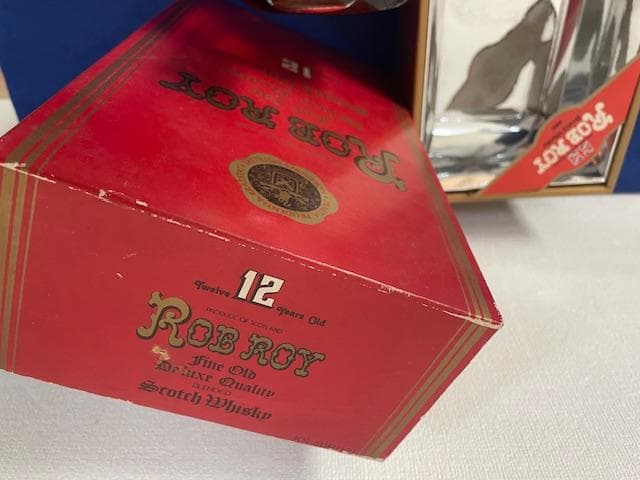 12
Twelve Years Old
PRODUCE OF SCOTLAND
ROB ROY
Fine Old
De Luxe Quality
BLENDED
Scotch Whisky
12
ROB ROY
ROB ROY